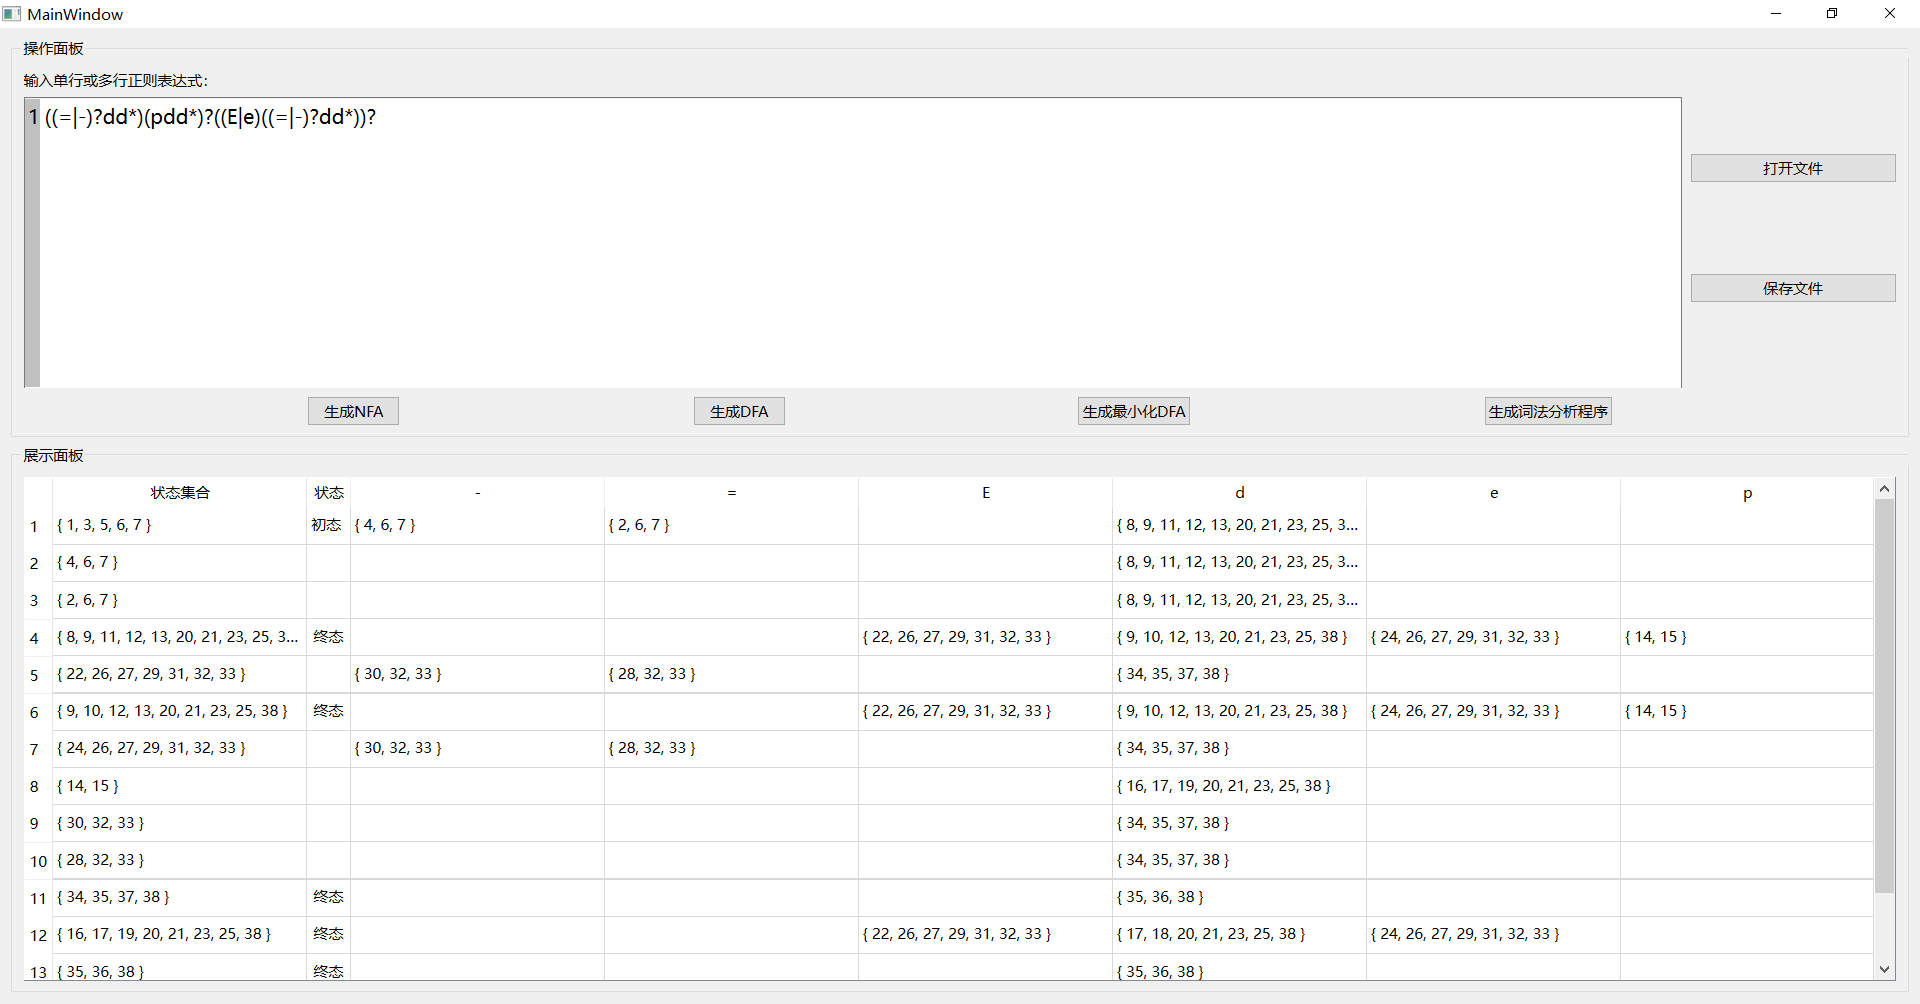 MainWindow
操作面板
输入单行或多行正则表达式：
1 ((=|-)?dd*)(pdd*)?((E|e)((=|-)?dd*))?
打开文件
保存文件
生成NFA 生成DFA 生成最小化DFA 生成词法分析程序
展示面板
状态集合 状态 - = E d e p
1 { 1, 3, 5, 6, 7 } 初态 { 4, 6, 7 } { 2, 6, 7 } { 8, 9, 11, 12, 13, 20, 21, 23, 25, 3...
2 { 4, 6, 7 } { 8, 9, 11, 12, 13, 20, 21, 23, 25, 3...
3 { 2, 6, 7 } { 8, 9, 11, 12, 13, 20, 21, 23, 25, 3...
4 { 8, 9, 11, 12, 13, 20, 21, 23, 25, 3... 终态 { 22, 26, 27, 29, 31, 32, 33 } { 9, 10, 12, 13, 20, 21, 23, 25, 38 } { 24, 26, 27, 29, 31, 32, 33 } { 14, 15 }
5 { 22, 26, 27, 29, 31, 32, 33 } { 30, 32, 33 } { 28, 32, 33 } { 34, 35, 37, 38 }
6 { 9, 10, 12, 13, 20, 21, 23, 25, 38 } 终态 { 22, 26, 27, 29, 31, 32, 33 } { 9, 10, 12, 13, 20, 21, 23, 25, 38 } { 24, 26, 27, 29, 31, 32, 33 } { 14, 15 }
7 { 24, 26, 27, 29, 31, 32, 33 } { 30, 32, 33 } { 28, 32, 33 } { 34, 35, 37, 38 }
8 { 14, 15 } { 16, 17, 19, 20, 21, 23, 25, 38 }
9 { 30, 32, 33 } { 34, 35, 37, 38 }
10 { 28, 32, 33 } { 34, 35, 37, 38 }
11 { 34, 35, 37, 38 } 终态 { 35, 36, 38 }
12 { 16, 17, 19, 20, 21, 23, 25, 38 } 终态 { 22, 26, 27, 29, 31, 32, 33 } { 17, 18, 20, 21, 23, 25, 38 } { 24, 26, 27, 29, 31, 32, 33 }
13 { 35, 36, 38 } 终态 { 35, 36, 38 }